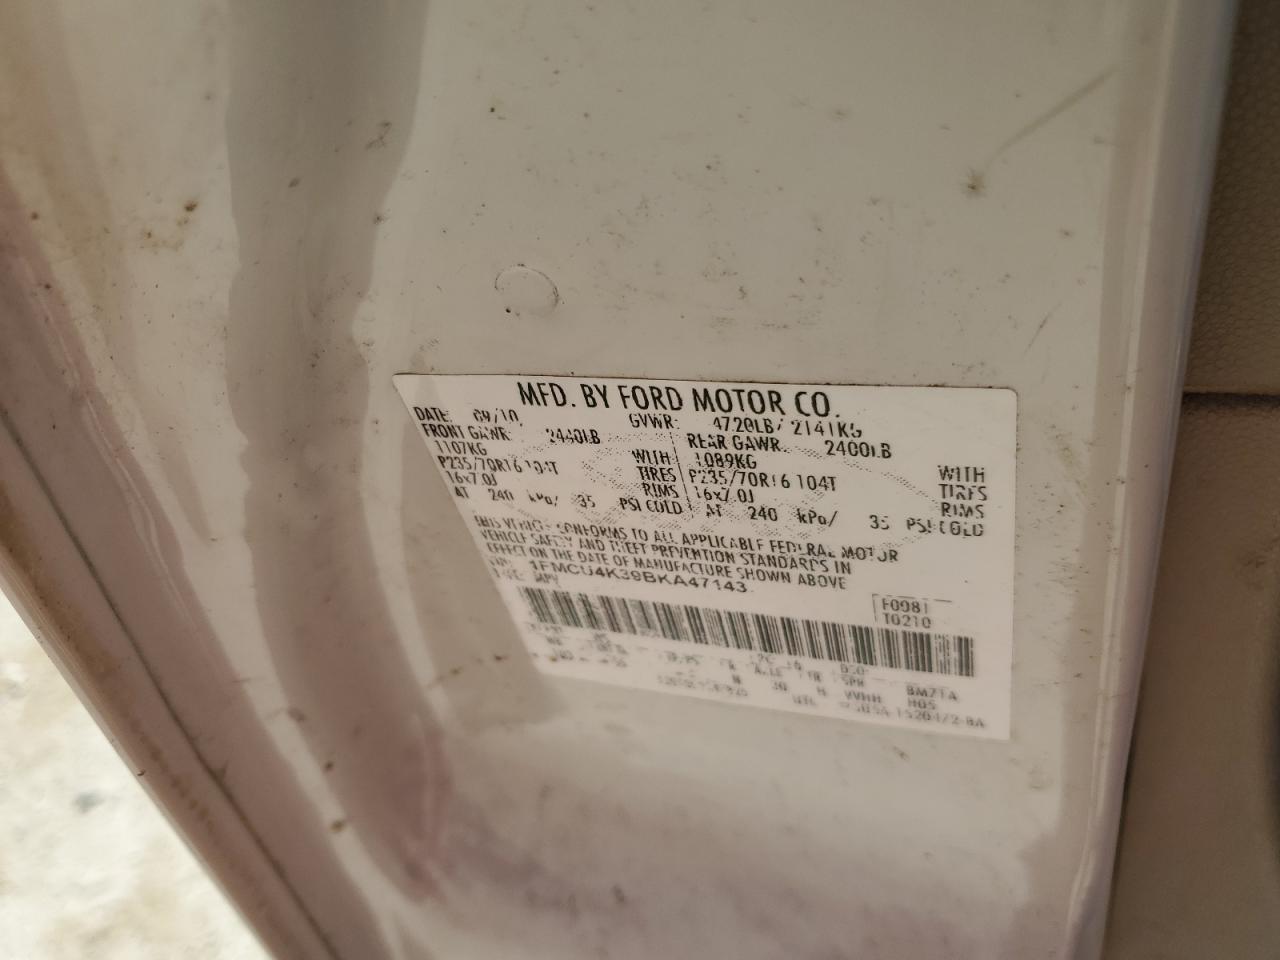 MFD. BY FORD MOTOR CO.
DATE: 09/10 GVWR: 4720LB/ 2141KG
FRONT GAWR: 2440LB REAR GAWR: 2400LB
1107KG WITH 1089KG WITH
P235/70R16 104T TIRES P235/70R16 104T TIRES
16x7.0J RIMS 16x7.0J RIMS
AT 240 kPa/ 35 PSI COLD AT 240 kPa/ 35 PSI COLD
THIS VEHICLE CONFORMS TO ALL APPLICABLE FEDERAL MOTOR
VEHICLE SAFETY AND THEFT PREVENTION STANDARDS IN
EFFECT ON THE DATE OF MANUFACTURE SHOWN ABOVE
VIN: 1FMCU4K39BKA47143
TYPE: MPV
F0081
T0210